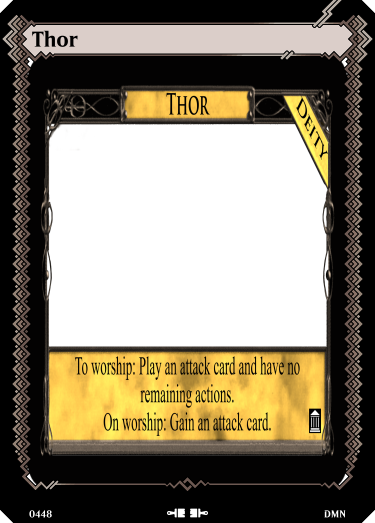 Thor
THOR
DEITY
To worship: Play an attack card and have no
remaining actions.
On worship: Gain an attack card.
0448
DMN